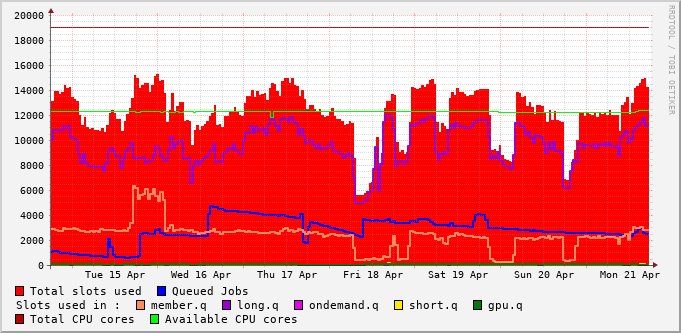 20000
18000
16000
14000
12000
10000
8000
6000
4000
2000
0
RRDTOOL / TOBI OETIKER
Tue 15 Apr Wed 16 Apr Thu 17 Apr Fri 18 Apr Sat 19 Apr Sun 20 Apr Mon 21 Apr
Total slots used Queued Jobs
Slots used in : member.q long.q ondemand.q short.q gpu.q
Total CPU cores Available CPU cores